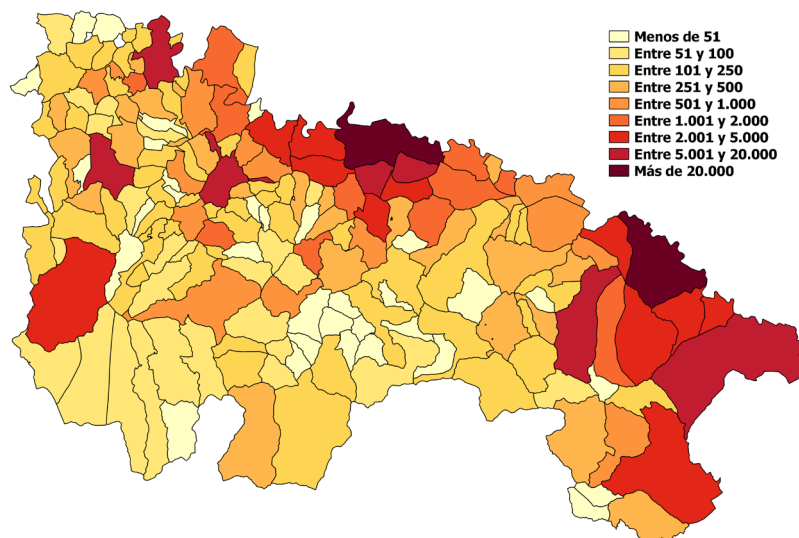 Menos de 51
Entre 51 y 100
Entre 101 y 250
Entre 251 y 500
Entre 501 y 1.000
Entre 1.001 y 2.000
Entre 2.001 y 5.000
Entre 5.001 y 20.000
Más de 20.000